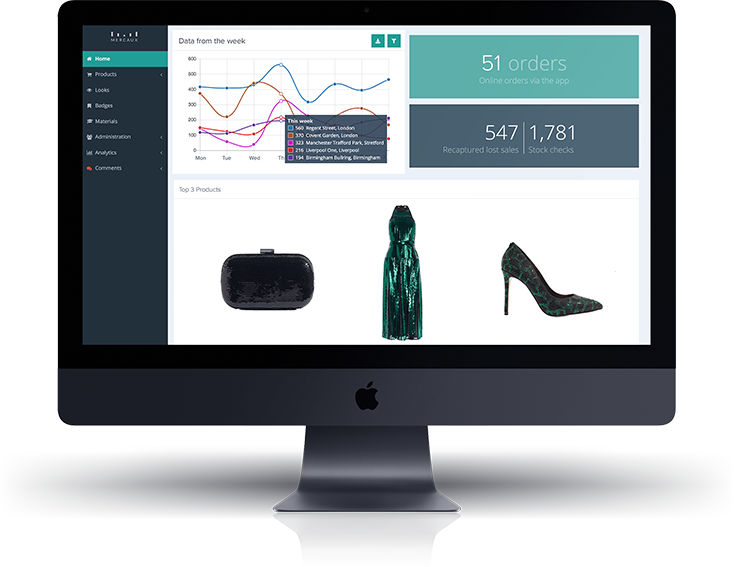 MERCAUX
Home
Products
Looks
Badges
Materials
Administration
Analytics
Comments
Data from the week
600
500
400
300
200
100
0
Mon
Tue
Wed
This week
560 Regent Street, London
370 Covent Garden, London
323 Manchester Trafford Park, Stretford
216 Liverpool One, Liverpool
194 Birmingham Bullring, Birmingham
51 orders
Online orders via the app
547 1,781
Recaptured lost sales Stock checks
Top 3 Products